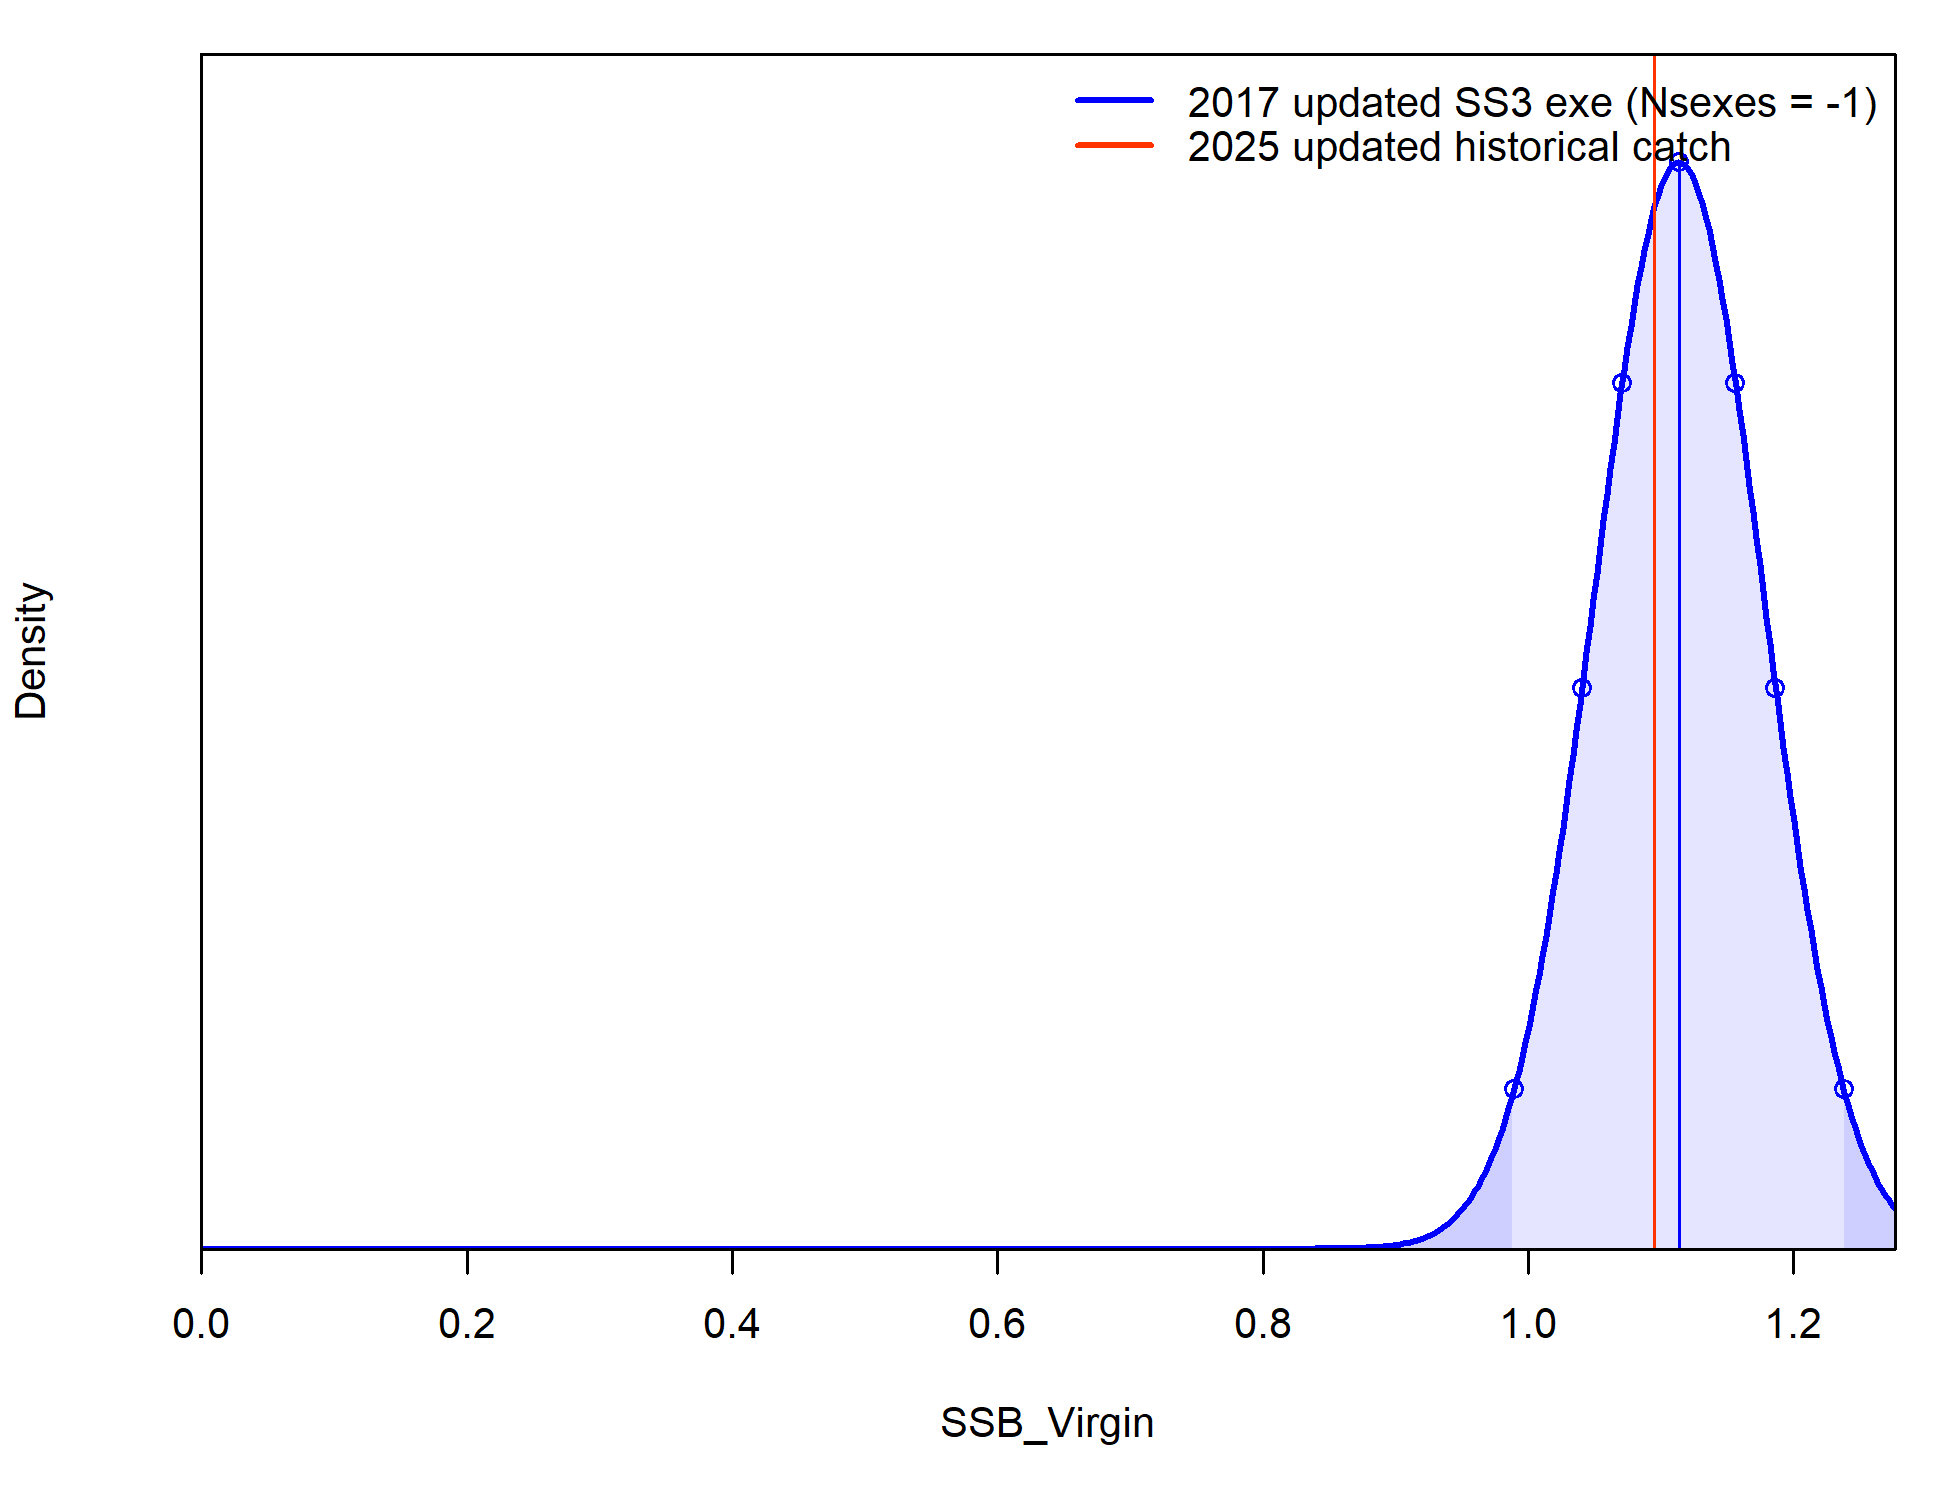 2017 updated SS3 exe (Nsexes = -1)
2025 updated historical catch
Density
0.0 0.2 0.4 0.6 0.8 1.0 1.2
SSB_Virgin